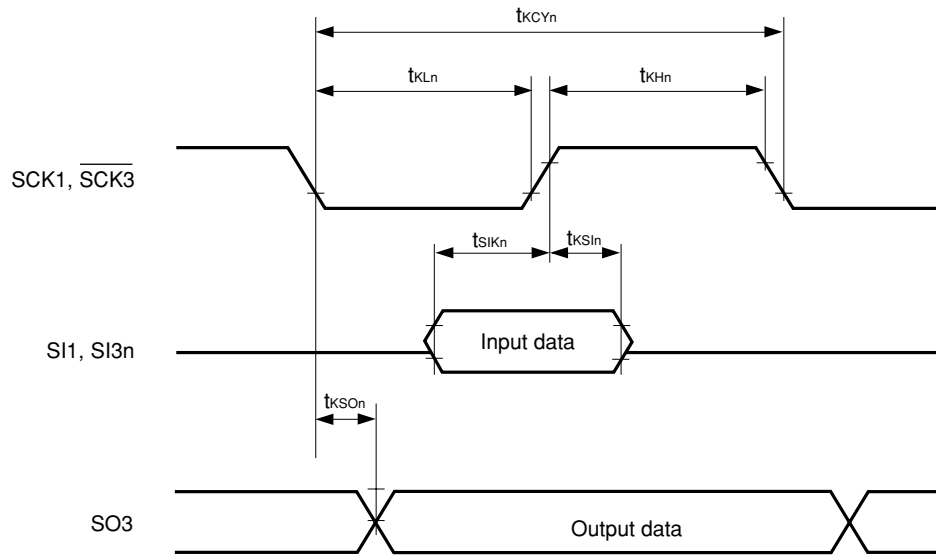 tKCYn
tKLn
tKHn
SCK1, SCK3
tSIKn
tKSIn
SI1, SI3n
Input data
tKSOn
SO3
Output data